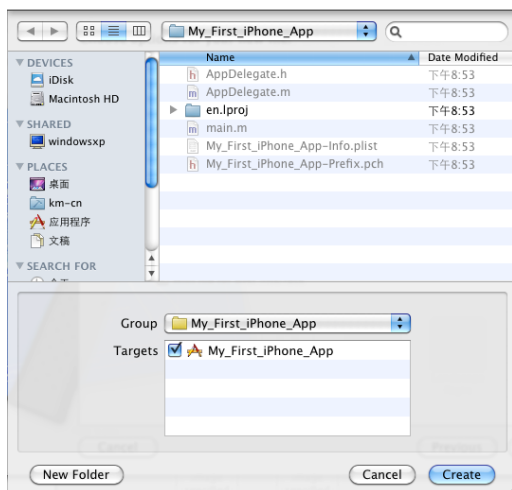 My_First_iPhone_App
Name
Date Modified
DEVICES
iDisk
Macintosh HD
SHARED
windowsxp
PLACES
桌面
km-cn
应用程序
文稿
SEARCH FOR
AppDelegate.h 下午8:53
AppDelegate.m 下午8:53
en.lproj 下午8:53
main.m 下午8:53
My_First_iPhone_App-Info.plist 下午8:53
My_First_iPhone_App-Prefix.pch 下午8:53
Group My_First_iPhone_App
Targets My_First_iPhone_App
Cancel
Previous
New Folder
Cancel
Create